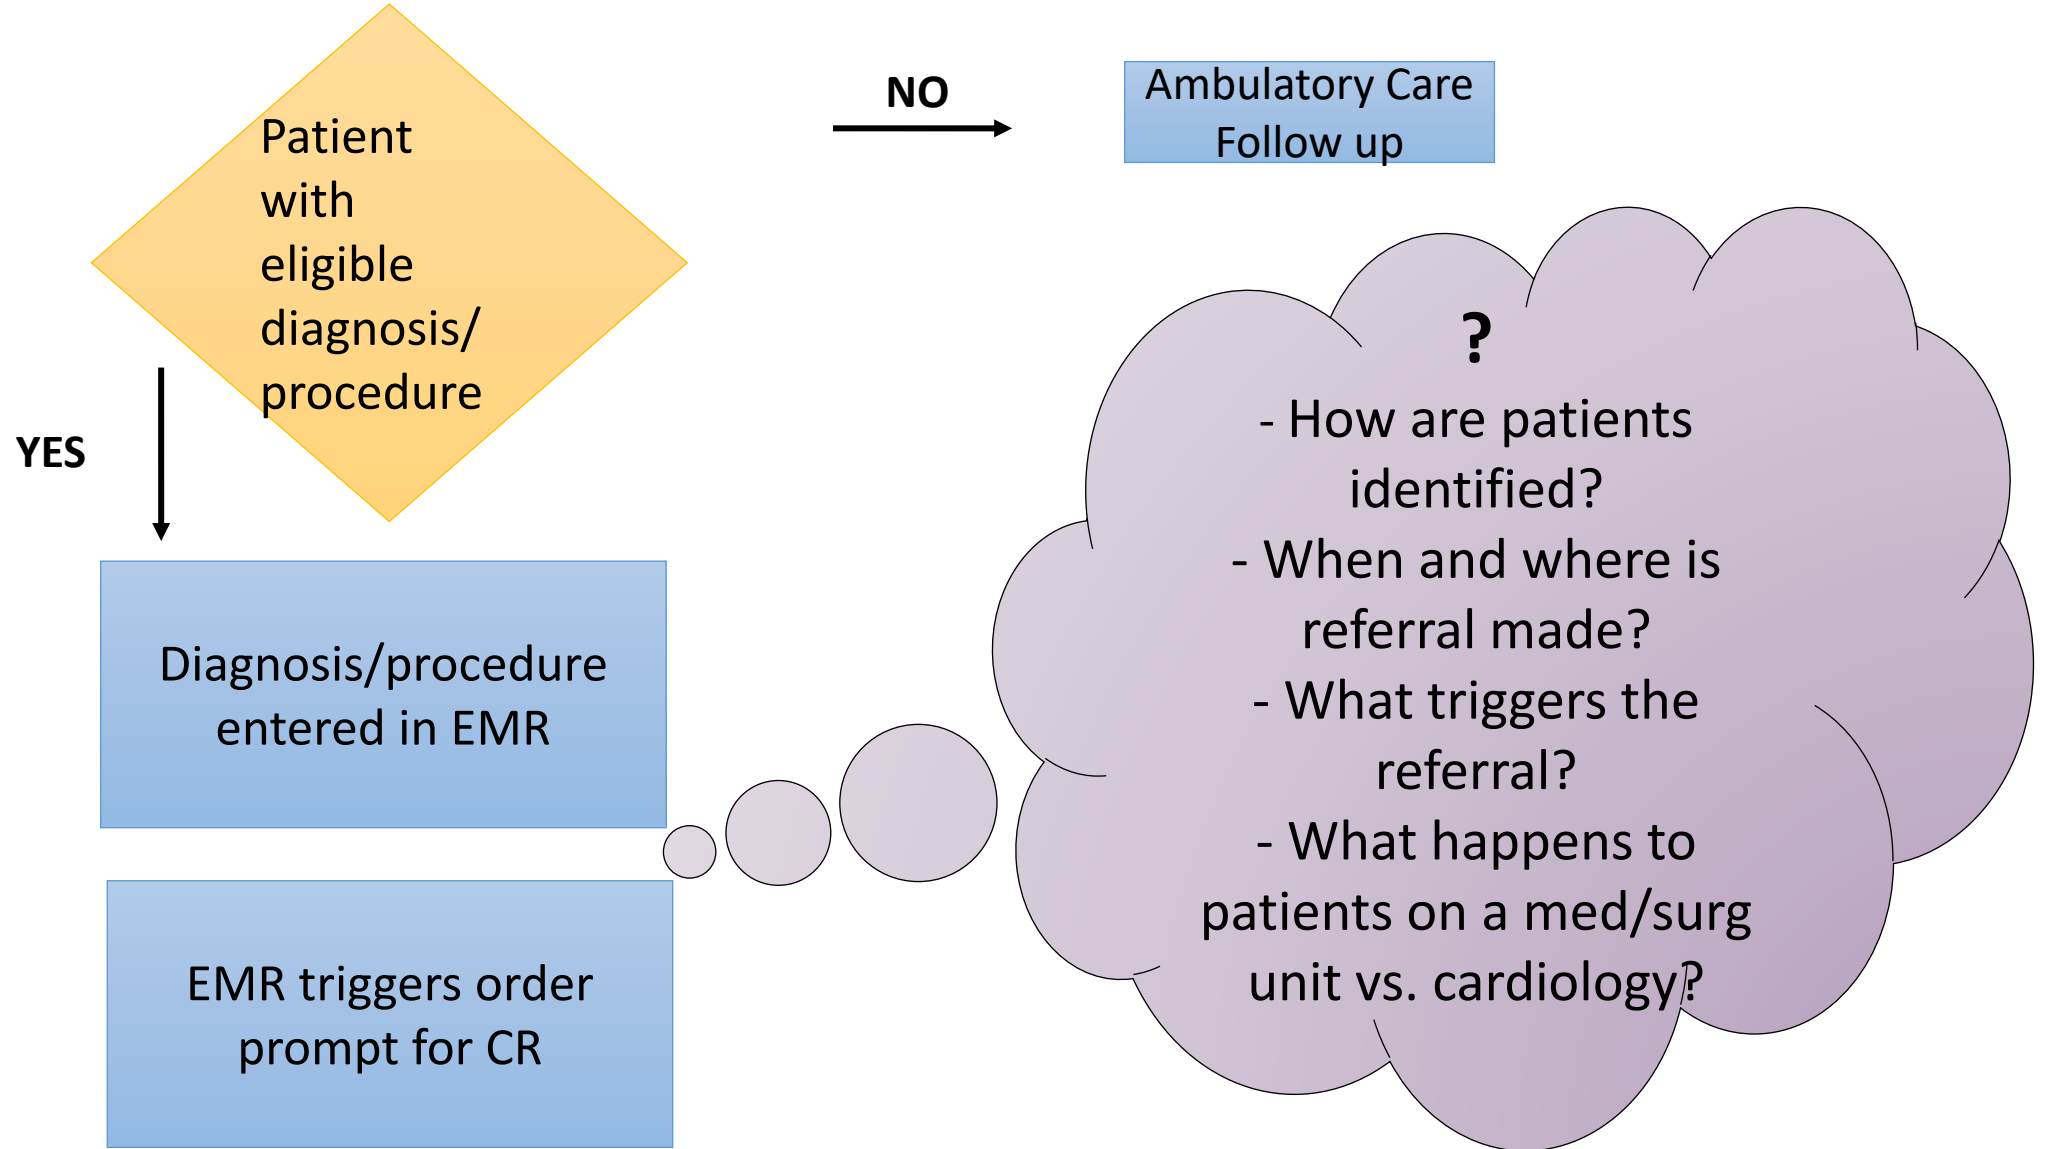 Patient
with
eligible
diagnosis/
procedure
NO
Ambulatory Care
Follow up
YES
Diagnosis/procedure
entered in EMR
EMR triggers order
prompt for CR
?
- How are patients
identified?
- When and where is
referral made?
- What triggers the
referral?
- What happens to
patients on a med/surg
unit vs. cardiology?